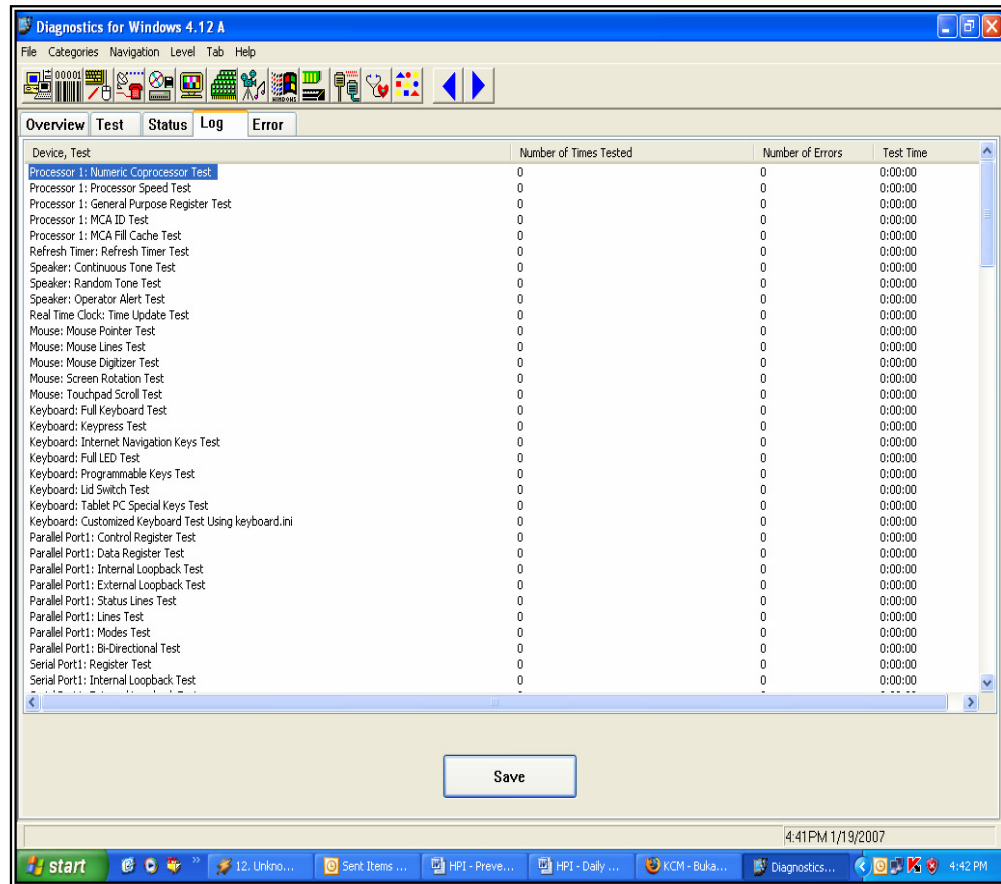 Diagnostics for Windows 4.12 A
File Categories Navigation Level Tab Help
00001
WINDOWS
Overview Test Status Log Error
Device, Test Number of Times Tested Number of Errors Test Time
Processor 1: Numeric Coprocessor Test 0 0 0:00:00
Processor 1: Processor Speed Test 0 0 0:00:00
Processor 1: General Purpose Register Test 0 0 0:00:00
Processor 1: MCA ID Test 0 0 0:00:00
Processor 1: MCA Fill Cache Test 0 0 0:00:00
Refresh Timer: Refresh Timer Test 0 0 0:00:00
Speaker: Continuous Tone Test 0 0 0:00:00
Speaker: Random Tone Test 0 0 0:00:00
Speaker: Operator Alert Test 0 0 0:00:00
Real Time Clock: Time Update Test 0 0 0:00:00
Mouse: Mouse Pointer Test 0 0 0:00:00
Mouse: Mouse Lines Test 0 0 0:00:00
Mouse: Mouse Digitizer Test 0 0 0:00:00
Mouse: Screen Rotation Test 0 0 0:00:00
Mouse: Touchpad Scroll Test 0 0 0:00:00
Keyboard: Full Keyboard Test 0 0 0:00:00
Keyboard: Keypress Test 0 0 0:00:00
Keyboard: Internet Navigation Keys Test 0 0 0:00:00
Keyboard: Full LED Test 0 0 0:00:00
Keyboard: Programmable Keys Test 0 0 0:00:00
Keyboard: Lid Switch Test 0 0 0:00:00
Keyboard: Tablet PC Special Keys Test 0 0 0:00:00
Keyboard: Customized Keyboard Test Using keyboard.ini 0 0 0:00:00
Parallel Port1: Control Register Test 0 0 0:00:00
Parallel Port1: Data Register Test 0 0 0:00:00
Parallel Port1: Internal Loopback Test 0 0 0:00:00
Parallel Port1: External Loopback Test 0 0 0:00:00
Parallel Port1: Status Lines Test 0 0 0:00:00
Parallel Port1: Lines Test 0 0 0:00:00
Parallel Port1: Modes Test 0 0 0:00:00
Parallel Port1: Bi-Directional Test 0 0 0:00:00
Serial Port1: Register Test 0 0 0:00:00
Serial Port1: Internal Loopback Test 0 0 0:00:00
Save
4:41PM 1/19/2007
start 12. Unkno... Sent Items ... HPI - Preve... HPI - Daily ... KCM - Buka... Diagnostics... 4:42 PM